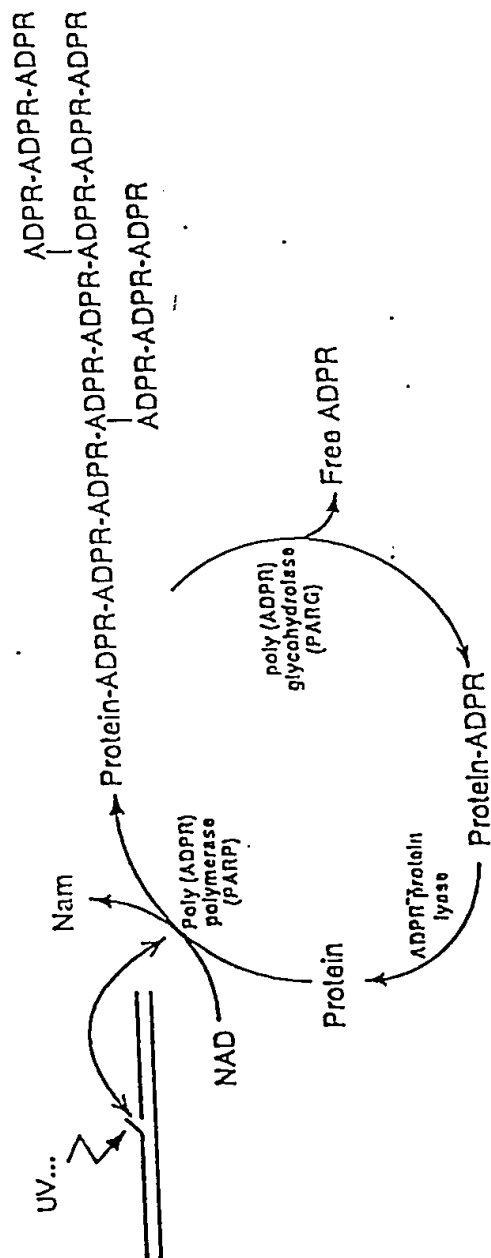 ADPR-ADPR-ADPR
UV...
Nam
Protein-ADPR-ADPR-ADPR-ADPR-ADPR-ADPR-ADPR-ADPR
ADPR-ADPR-ADPR
Poly (ADPR)
polymerase
(PARP)
NAD
poly (ADPR)
glycohydrolase
(PARG)
Free ADPR
Protein
ADPR-protein
lyase
Protein-ADPR